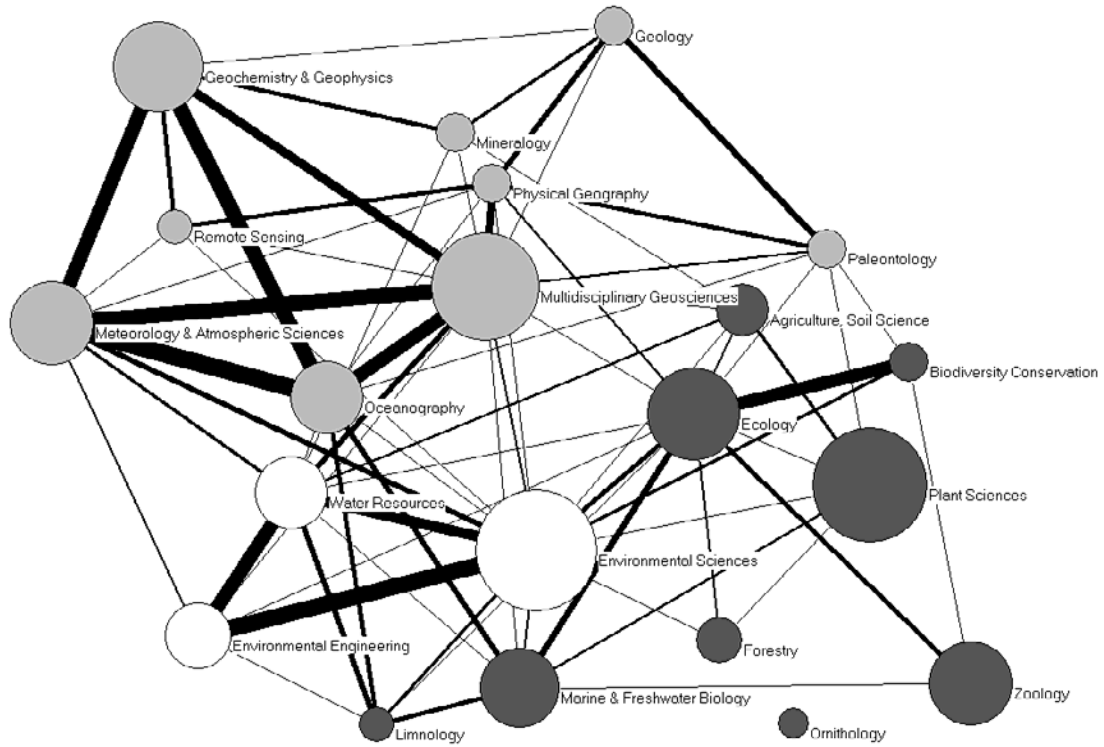 Geology
Geochemistry & Geophysics
Mineralogy
Physical Geography
Remote Sensing
Paleontology
Multidisciplinary Geosciences
Agriculture, Soil Science
Meteorology & Atmospheric Sciences
Biodiversity Conservation
Oceanography
Ecology
Plant Sciences
Water Resources
Environmental Sciences
Environmental Engineering
Forestry
Zoology
Marine & Freshwater Biology
Limnology
Ornithology